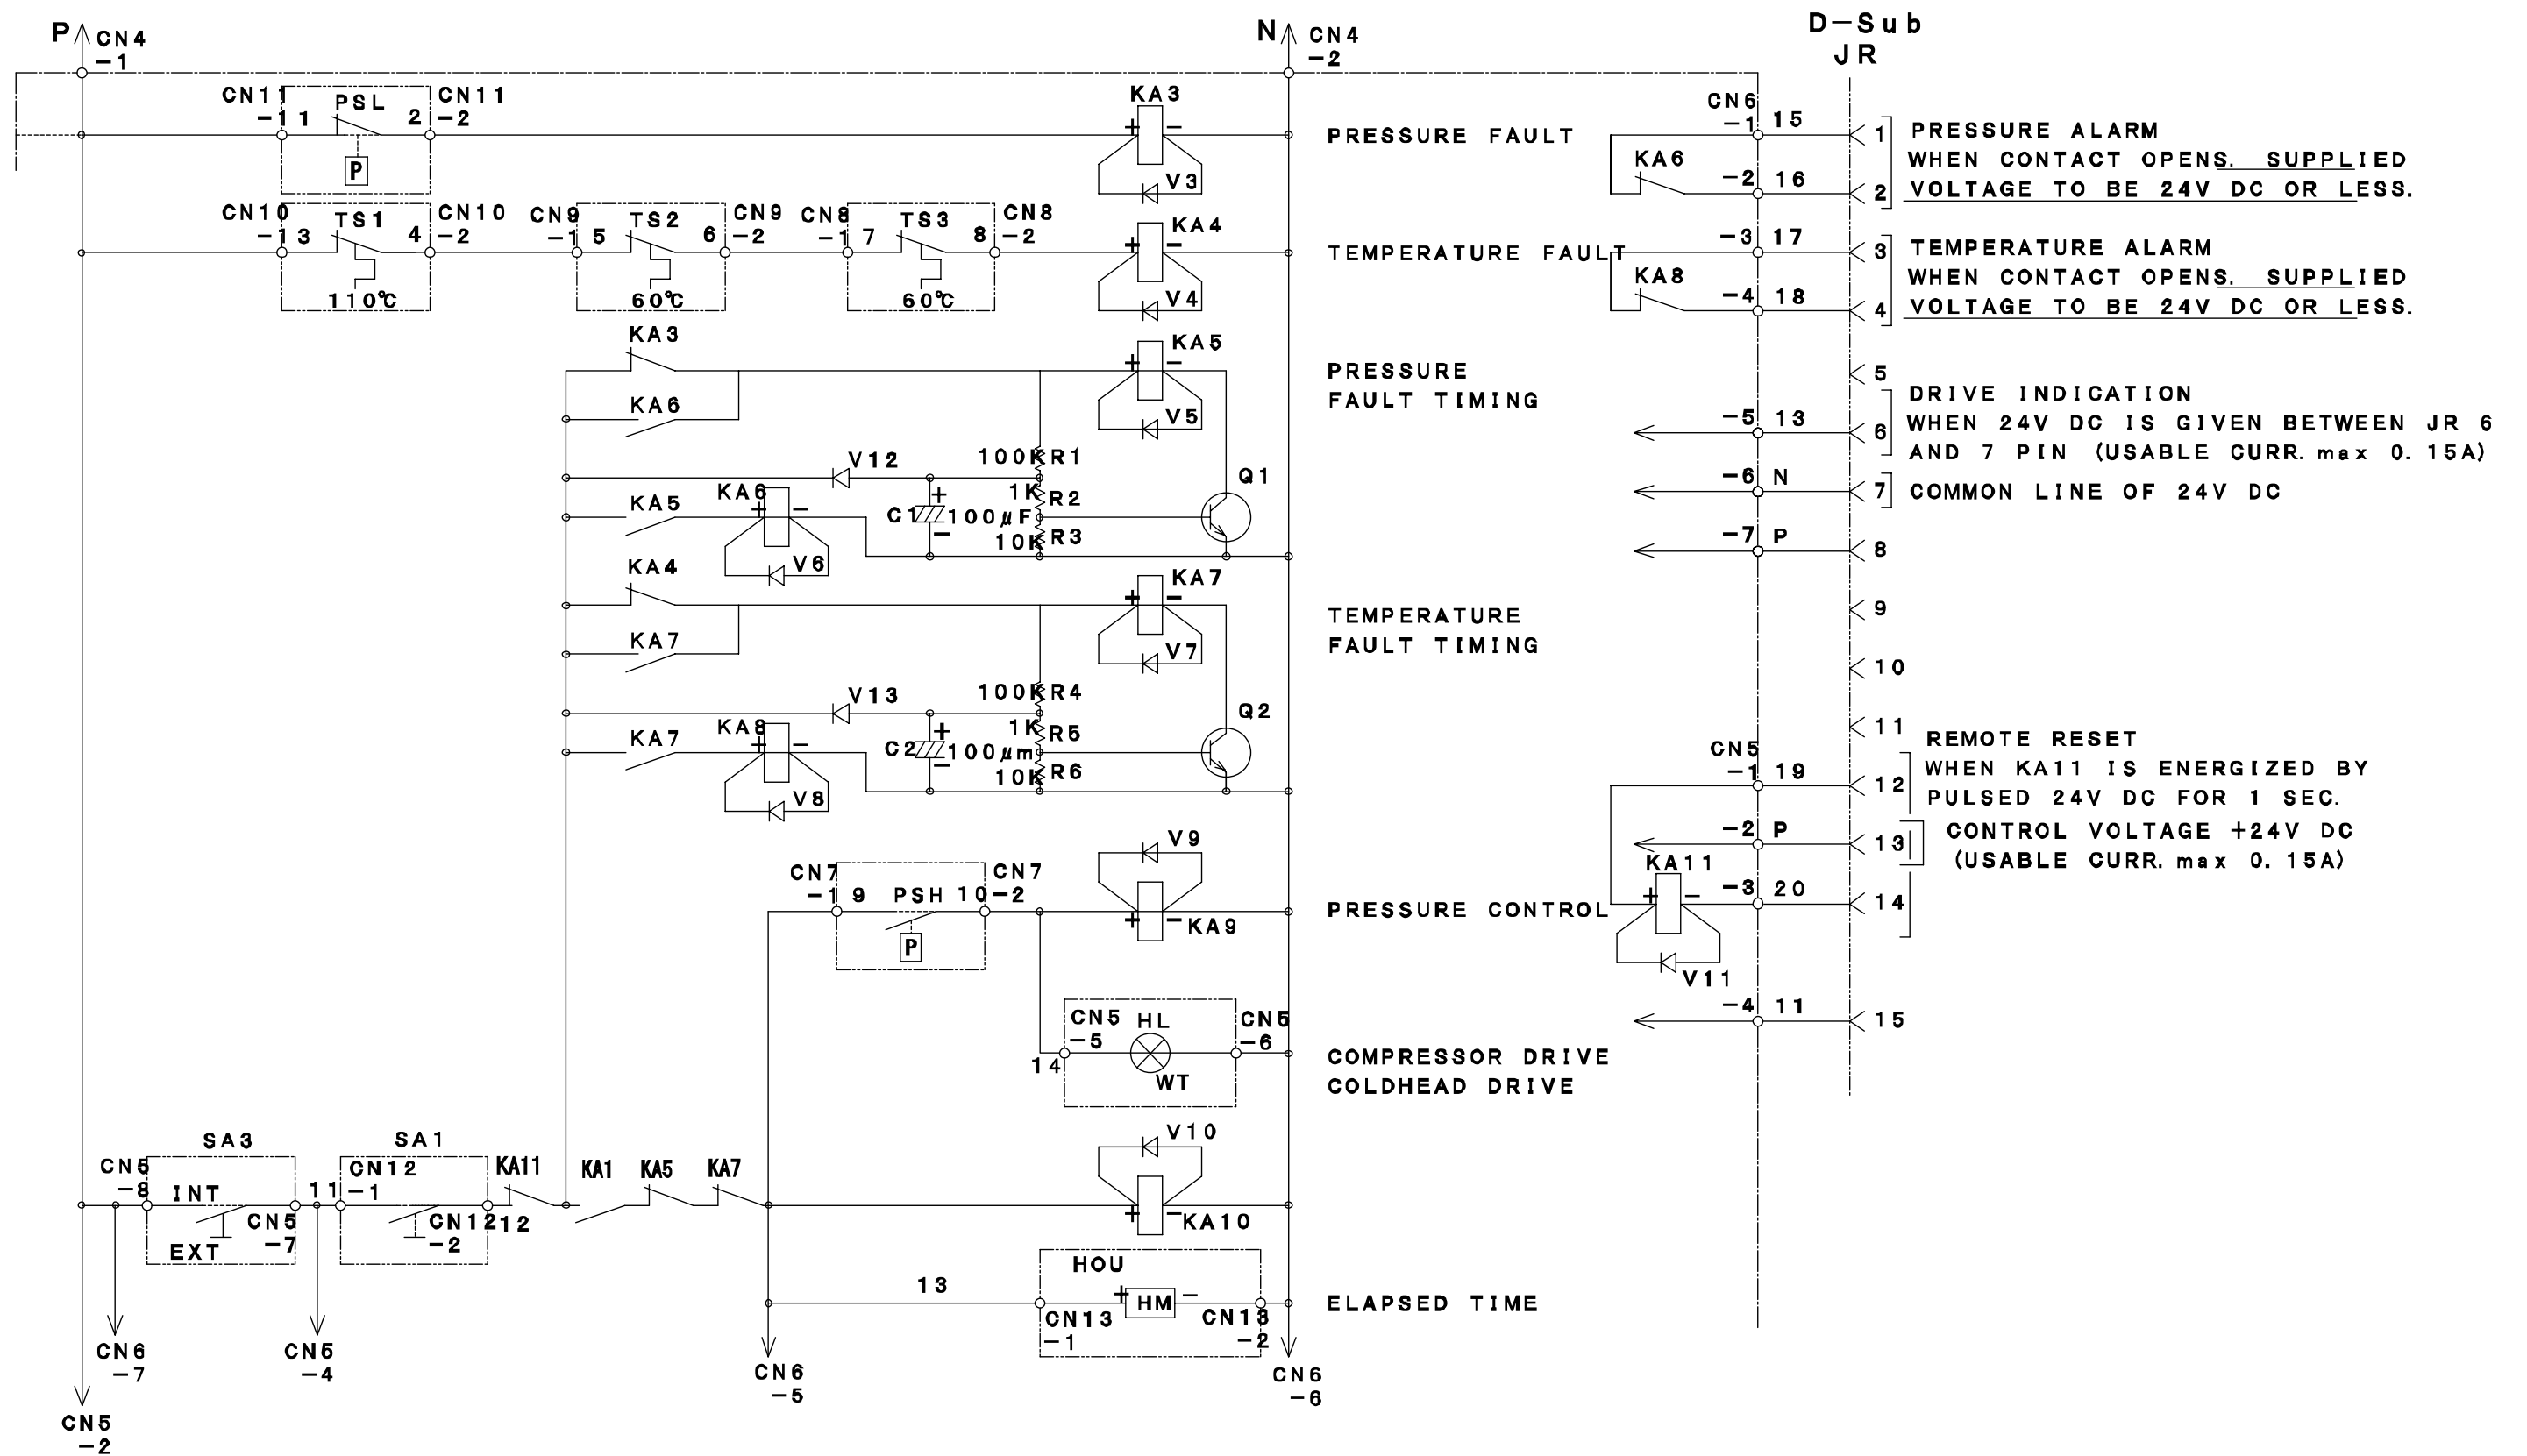 P
CN4
-1
N
CN4
-2
D-Sub
JR
CN11
-1 1
PSL
2
CN11
-2
P
KA3
+
-
V3
PRESSURE FAULT
CN6
-1
15
1
KA6
-2
16
2
PRESSURE ALARM
WHEN CONTACT OPENS. SUPPLIED
VOLTAGE TO BE 24V DC OR LESS.
CN10
-1 3
TS1
4
CN10
-2
110℃
CN9
-1
5
TS2
6
CN9
-2
60℃
CN8
-1
7
TS3
8
CN8
-2
60℃
KA4
+
-
V4
TEMPERATURE FAULT
-3
17
3
KA8
-4
18
4
TEMPERATURE ALARM
WHEN CONTACT OPENS. SUPPLIED
VOLTAGE TO BE 24V DC OR LESS.
KA3
KA6
KA5
+
-
V5
PRESSURE
FAULT TIMING
5
-5
13
6
DRIVE INDICATION
WHEN 24V DC IS GIVEN BETWEEN JR 6
AND 7 PIN (USABLE CURR. max 0. 15A)
-6
N
7
COMMON LINE OF 24V DC
-7
P
8
V12
100K R1
1K R2
10K R3
KA5
KA6
+
-
V6
C1
+
100μF
-
Q1
KA4
KA7
KA7
+
-
V7
TEMPERATURE
FAULT TIMING
9
10
11
V13
100K R4
1K R5
10K R6
KA7
KA8
+
-
V8
C2
+
100μm
-
Q2
CN5
-1
19
12
REMOTE RESET
WHEN KA11 IS ENERGIZED BY
PULSED 24V DC FOR 1 SEC.
-2
P
13
CONTROL VOLTAGE +24V DC
(USABLE CURR. max 0. 15A)
KA11
+
-
-3
20
14
V11
-4
11
15
CN7
-1
9
PSH
10
CN7
-2
P
V9
+
-
KA9
PRESSURE CONTROL
CN5
-5
HL
CN5
-6
14
WT
COMPRESSOR DRIVE
COLDHEAD DRIVE
SA3
CN5
-8
INT
EXT
CN5
-7
11
SA1
CN12
-1
CN12
-2
12
KA11
KA1
KA5
KA7
V10
+
-
KA10
13
HOU
+
HM
-
CN13
-1
CN13
-2
ELAPSED TIME
CN6
-7
CN5
-4
CN6
-5
CN6
-6
CN5
-2